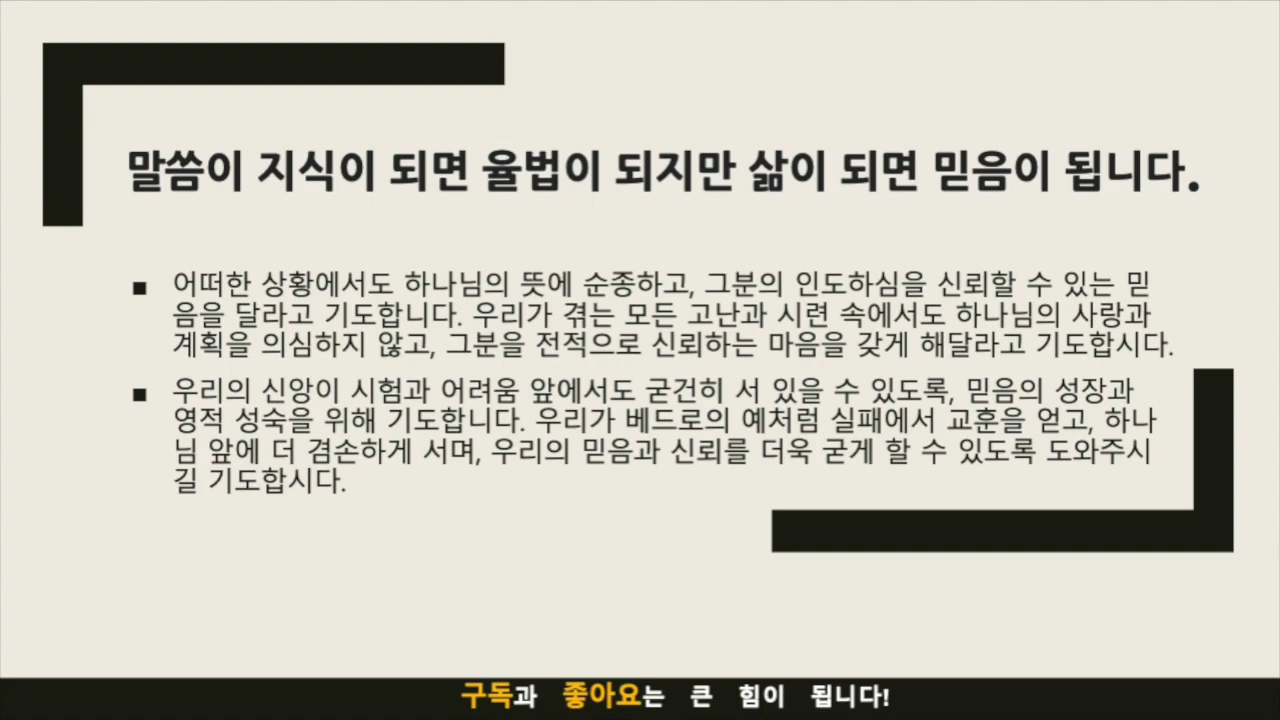 말씀이 지식이 되면 율법이 되지만 삶이 되면 믿음이 됩니다.
▪ 어떠한 상황에서도 하나님의 뜻에 순종하고, 그분의 인도하심을 신뢰할 수 있는 믿
음을 달라고 기도합니다. 우리가 겪는 모든 고난과 시련 속에서도 하나님의 사랑과
계획을 의심하지 않고, 그분을 전적으로 신뢰하는 마음을 갖게 해달라고 기도합시다.
▪ 우리의 신앙이 시험과 어려움 앞에서도 굳건히 서 있을 수 있도록, 믿음의 성장과
영적 성숙을 위해 기도합니다. 우리가 베드로의 예처럼 실패에서 교훈을 얻고, 하나
님 앞에 더 겸손하게 서며, 우리의 믿음과 신뢰를 더욱 굳게 할 수 있도록 도와주시
길 기도합시다.
구독과 좋아요는 큰 힘이 됩니다!